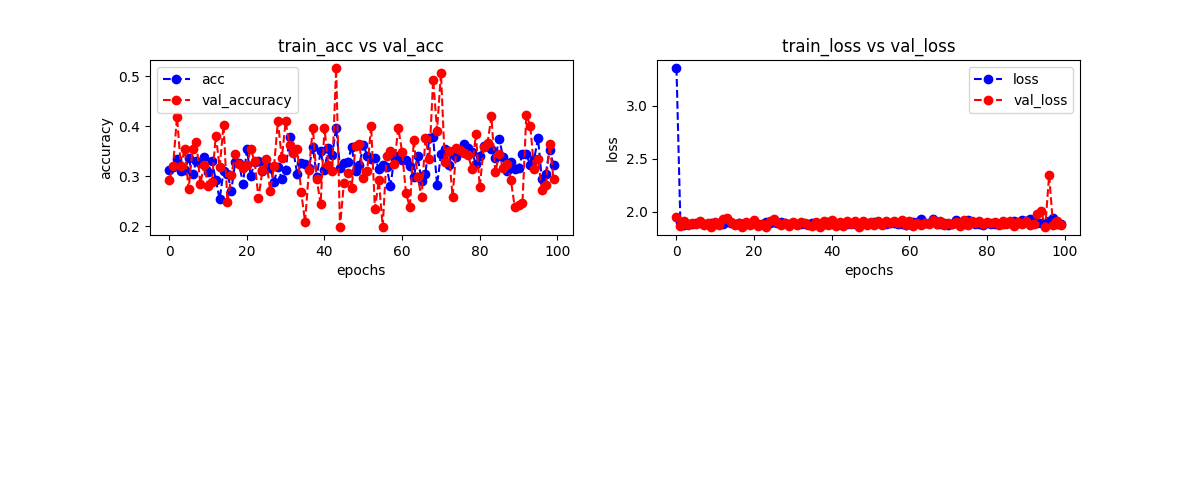 train_acc vs val_acc
acc
val_accuracy
accuracy
0.5
0.4
0.3
0.2
0
20
40
60
80
100
epochs
train_loss vs val_loss
loss
val_loss
loss
3.0
2.5
2.0
0
20
40
60
80
100
epochs